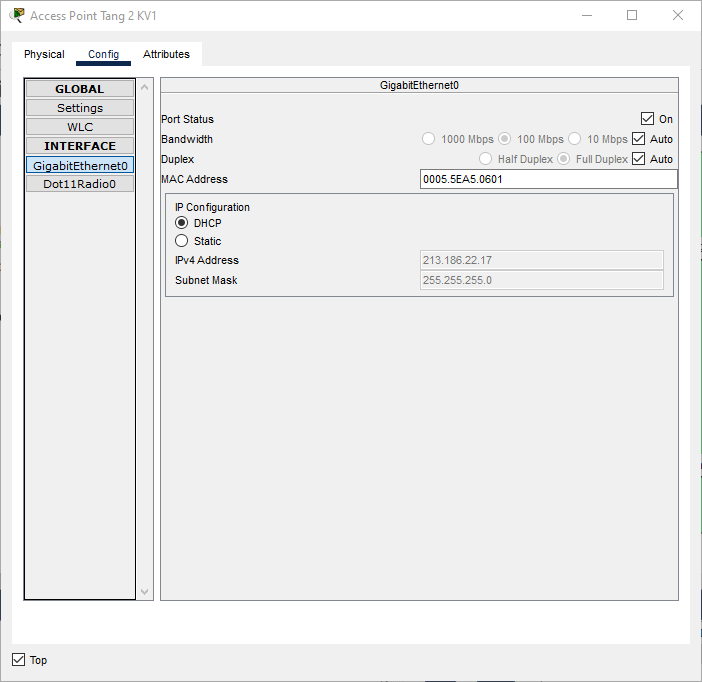 Access Point Tang 2 KV1
Physical Config Attributes
GLOBAL
Settings
WLC
INTERFACE
GigabitEthernet0
Dot11Radio0
GigabitEthernet0
Port Status On
Bandwidth 1000 Mbps 100 Mbps 10 Mbps Auto
Duplex Half Duplex Full Duplex Auto
MAC Address 0005.5EA5.0601
IP Configuration
DHCP
Static
IPv4 Address 213.186.22.17
Subnet Mask 255.255.255.0
Top